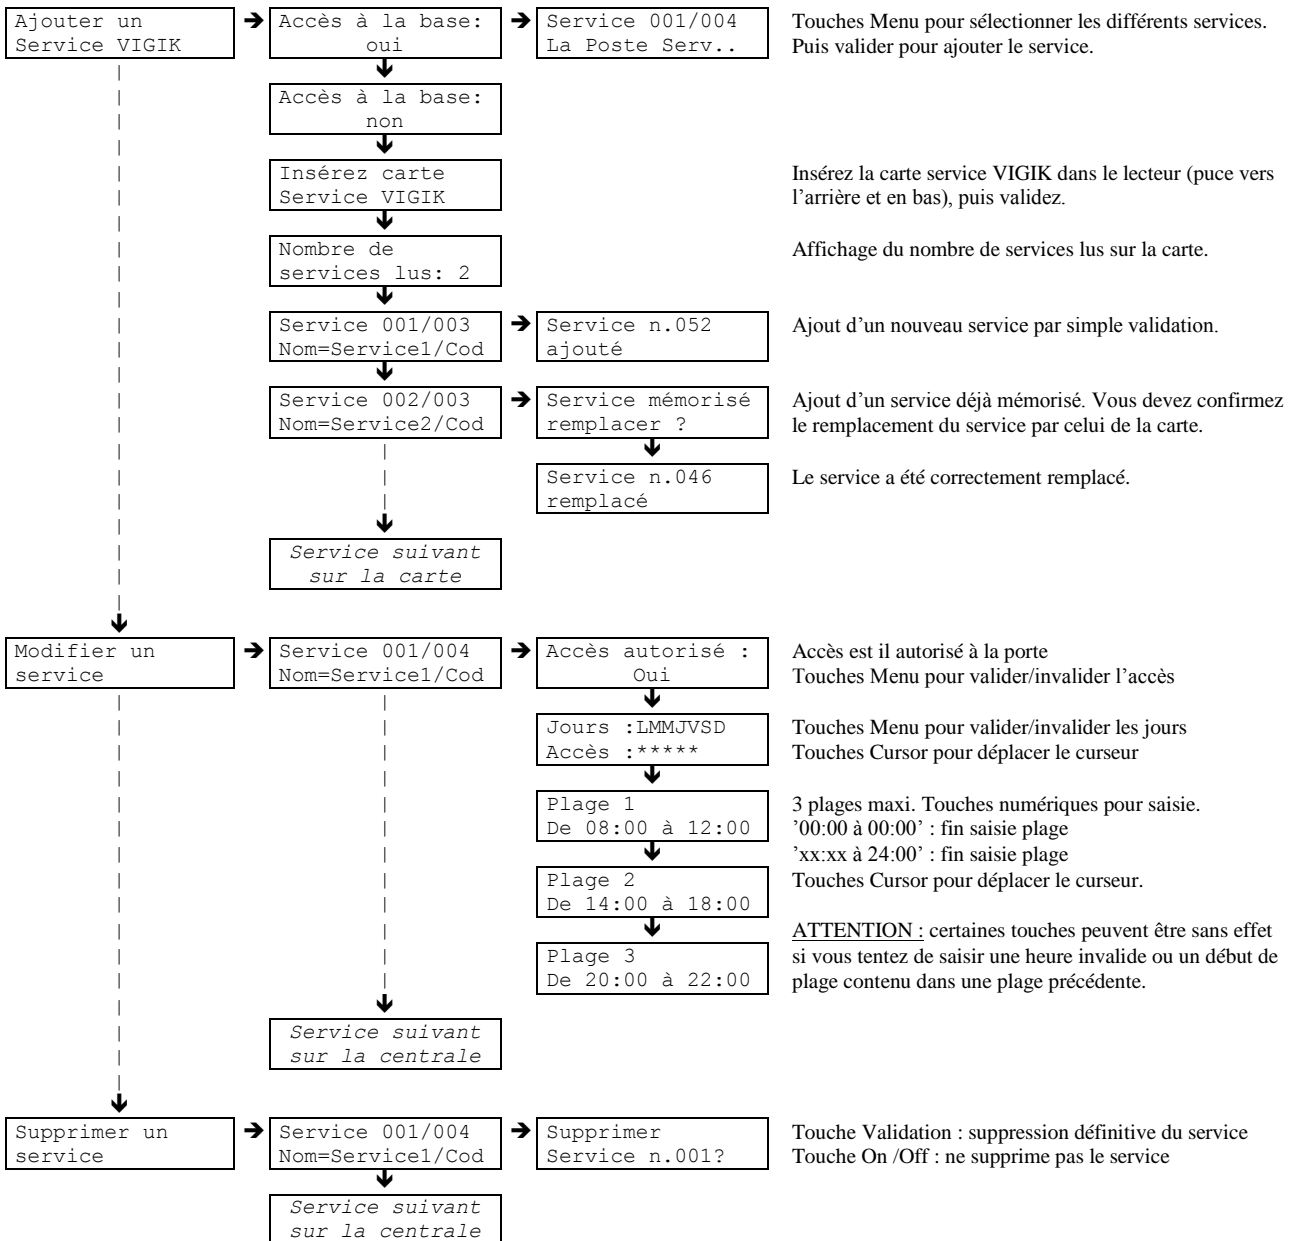 Ajouter un
Service VIGIK
Accès à la base:
oui
Service 001/004
La Poste Serv..
Touches Menu pour sélectionner les différents services.
Puis valider pour ajouter le service.
Accès à la base:
non
Insérez carte
Service VIGIK
Insérez la carte service VIGIK dans le lecteur (puce vers
l’arrière et en bas), puis validez.
Nombre de
services lus: 2
Affichage du nombre de services lus sur la carte.
Service 001/003
Nom=Service1/Cod
Service n.052
ajouté
Ajout d’un nouveau service par simple validation.
Service 002/003
Nom=Service2/Cod
Service mémorisé
remplacer ?
Ajout d’un service déjà mémorisé. Vous devez confirmez
le remplacement du service par celui de la carte.
Service n.046
remplacé
Le service a été correctement remplacé.
Service suivant
sur la carte
Modifier un
service
Service 001/004
Nom=Service1/Cod
Accès autorisé :
Oui
Accès est il autorisé à la porte
Touches Menu pour valider/invalider l’accès
Jours :LMMJVSD
Accès :*****
Touches Menu pour valider/invalider les jours
Touches Cursor pour déplacer le curseur
Plage 1
De 08:00 à 12:00
3 plages maxi. Touches numériques pour saisie.
’00:00 à 00:00’ : fin saisie plage
’xx:xx à 24:00’ : fin saisie plage
Touches Cursor pour déplacer le curseur.
Plage 2
De 14:00 à 18:00
Plage 3
De 20:00 à 22:00
ATTENTION : certaines touches peuvent être sans effet
si vous tentez de saisir une heure invalide ou un début de
plage contenu dans une plage précédente.
Service suivant
sur la centrale
Supprimer un
service
Service 001/004
Nom=Service1/Cod
Supprimer
Service n.001?
Touche Validation : suppression définitive du service
Touche On /Off : ne supprime pas le service
Service suivant
sur la centrale